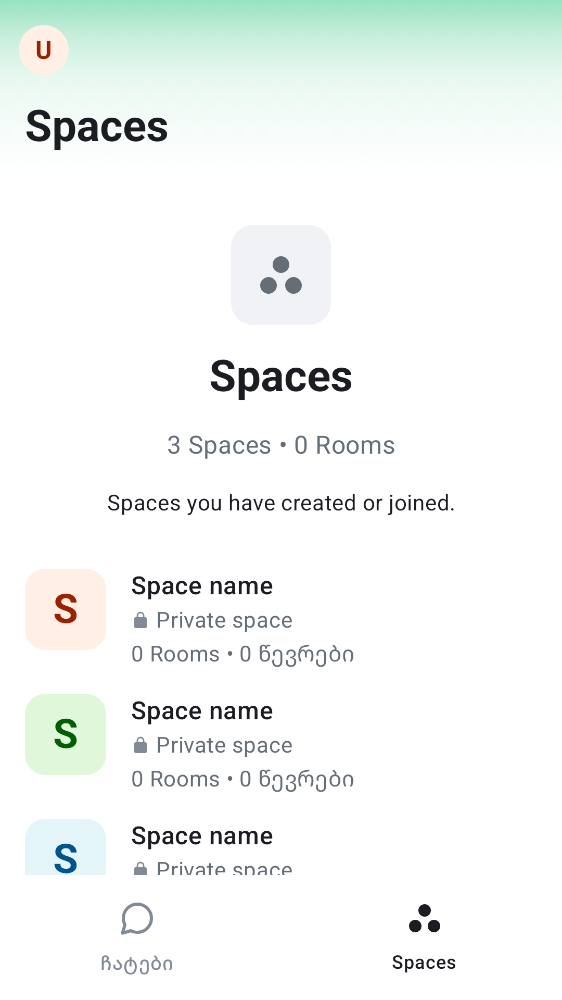 U
Spaces
Spaces
3 Spaces • 0 Rooms
Spaces you have created or joined.
S
Space name
Private space
0 Rooms • 0 წევრები
S
Space name
Private space
0 Rooms • 0 წევრები
S
Space name
Private space
ჩატები
Spaces